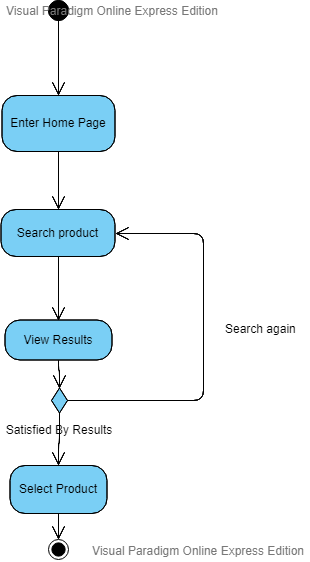 Visual Paradigm Online Express Edition
Enter Home Page
Search product
Search again
View Results
Satisfied By Results
Select Product
Visual Paradigm Online Express Edition